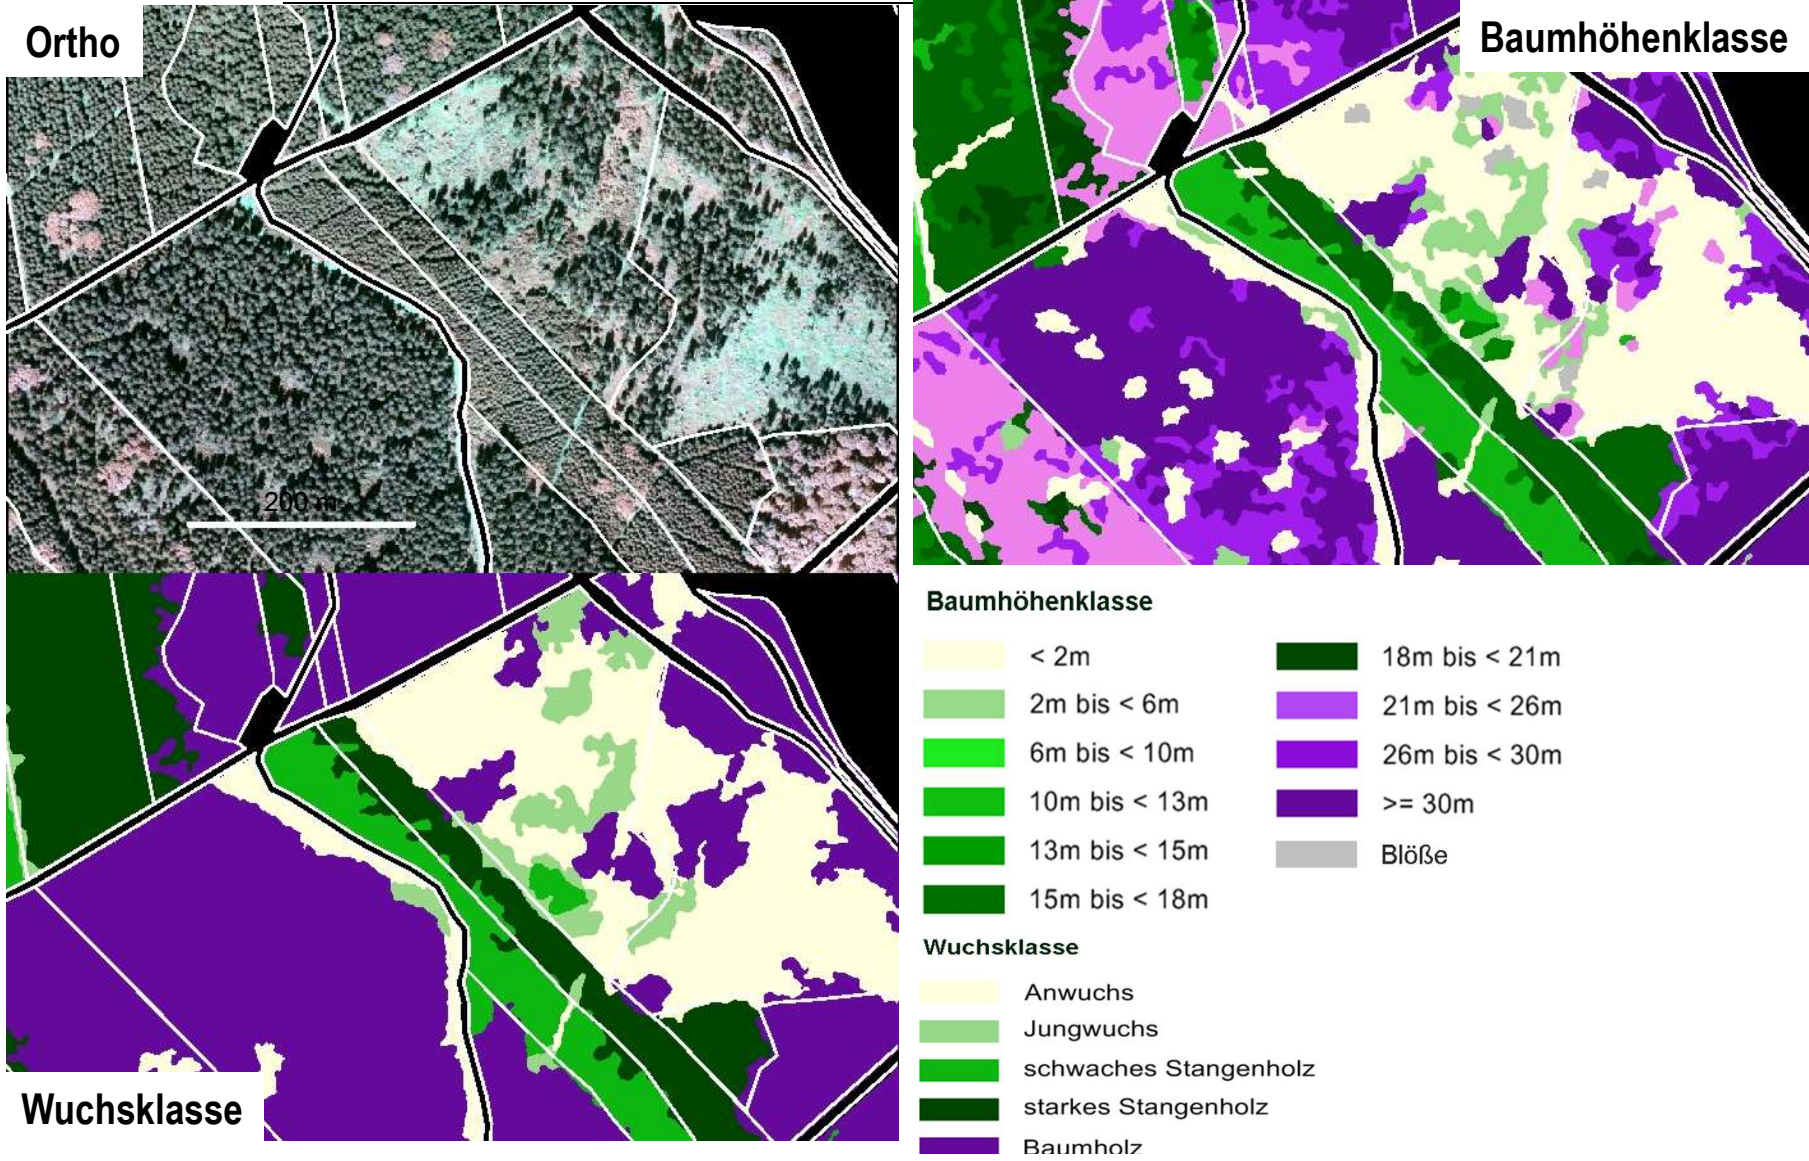 Ortho
Baumhöhenklasse
200 m
Wuchsklasse
Baumhöhenklasse
< 2m
2m bis < 6m
6m bis < 10m
10m bis < 13m
13m bis < 15m
15m bis < 18m
18m bis < 21m
21m bis < 26m
26m bis < 30m
>= 30m
Blöße
Wuchsklasse
Anwuchs
Jungwuchs
schwaches Stangenholz
starkes Stangenholz
Baumholz